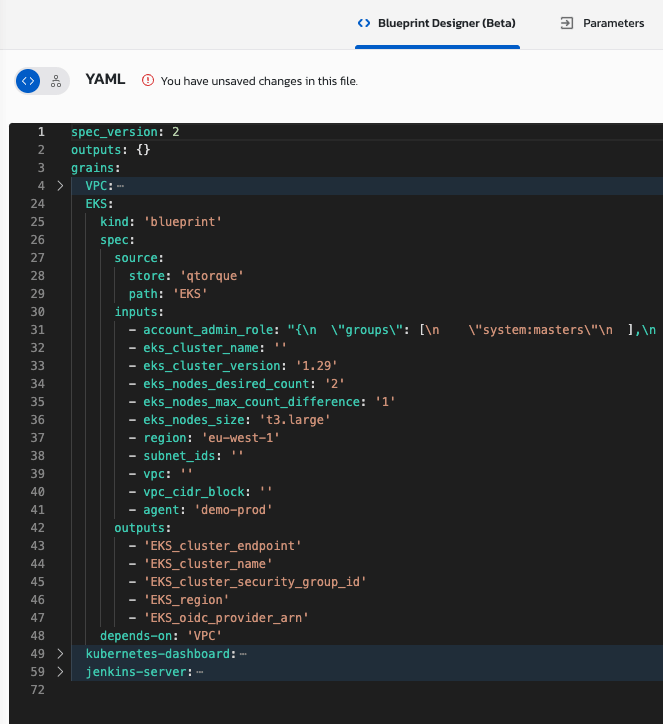 Blueprint Designer (Beta)
Parameters
YAML
You have unsaved changes in this file.
1 spec_version: 2
2 outputs: {}
3 grains:
4 VPC: ⋯
24 EKS:
25 kind: 'blueprint'
26 spec:
27 source:
28 store: 'qtorque'
29 path: 'EKS'
30 inputs:
31 - account_admin_role: "{\n  \"groups\": [\n    \"system:masters\"\n  ],\n
32 - eks_cluster_name: ''
33 - eks_cluster_version: '1.29'
34 - eks_nodes_desired_count: '2'
35 - eks_nodes_max_count_difference: '1'
36 - eks_nodes_size: 't3.large'
37 - region: 'eu-west-1'
38 - subnet_ids: ''
39 - vpc: ''
40 - vpc_cidr_block: ''
41 - agent: 'demo-prod'
42 outputs:
43 - 'EKS_cluster_endpoint'
44 - 'EKS_cluster_name'
45 - 'EKS_cluster_security_group_id'
46 - 'EKS_region'
47 - 'EKS_oidc_provider_arn'
48 depends-on: 'VPC'
49 kubernetes-dashboard: ⋯
59 jenkins-server: ⋯
72